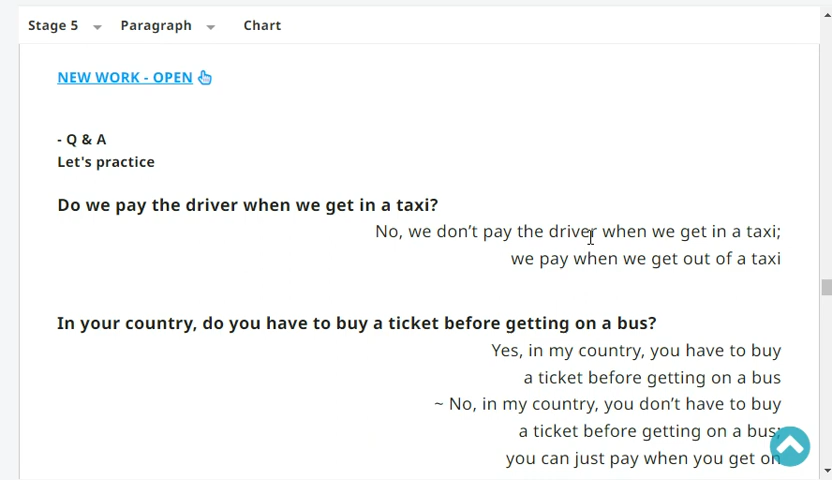 Stage 5 Paragraph Chart
NEW WORK - OPEN
- Q & A
Let's practice
Do we pay the driver when we get in a taxi?
No, we don’t pay the driver when we get in a taxi;
we pay when we get out of a taxi
In your country, do you have to buy a ticket before getting on a bus?
Yes, in my country, you have to buy
a ticket before getting on a bus
~ No, in my country, you don’t have to buy
a ticket before getting on a bus;
you can just pay when you get on